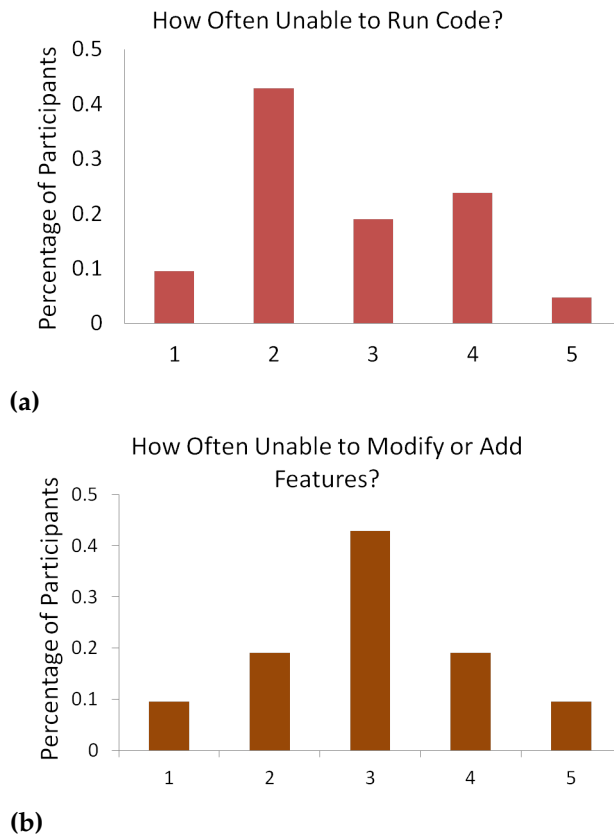 How Often Unable to Run Code?
Percentage of Participants
0.5
0.4
0.3
0.2
0.1
0
1 2 3 4 5
(a)
How Often Unable to Modify or Add
Features?
Percentage of Participants
0.5
0.4
0.3
0.2
0.1
0
1 2 3 4 5
(b)